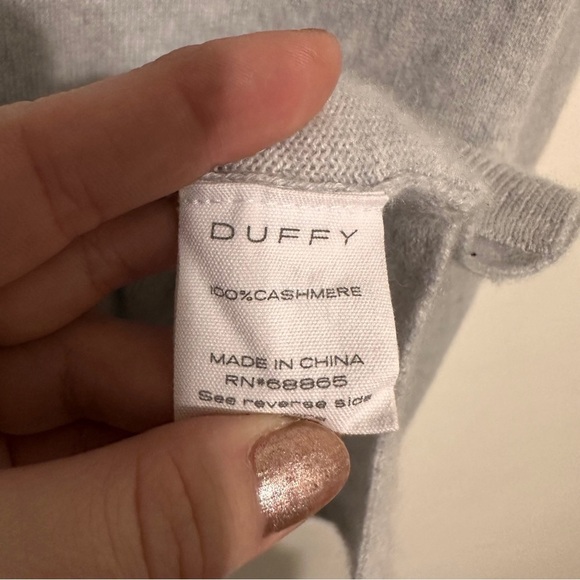 DUFFY
100%CASHMERE
MADE IN CHINA
RN#68865
See reverse side